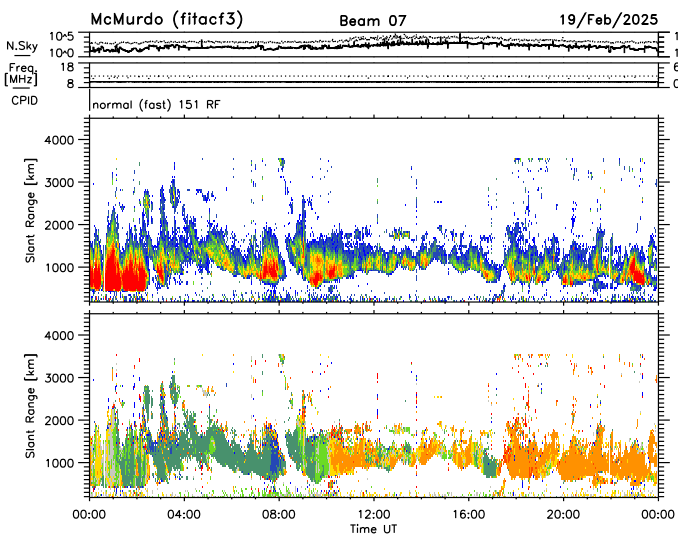 McMurdo (fitacf3) Beam 07 19/Feb/2025
N.Sky 10^5 10^0
Freq. [MHz] 18 8
CPID normal (fast) 151 RF
Slant Range [km] 4000 3000 2000 1000
Slant Range [km] 4000 3000 2000 1000
00:00 04:00 08:00 12:00 16:00 20:00 00:00
Time UT